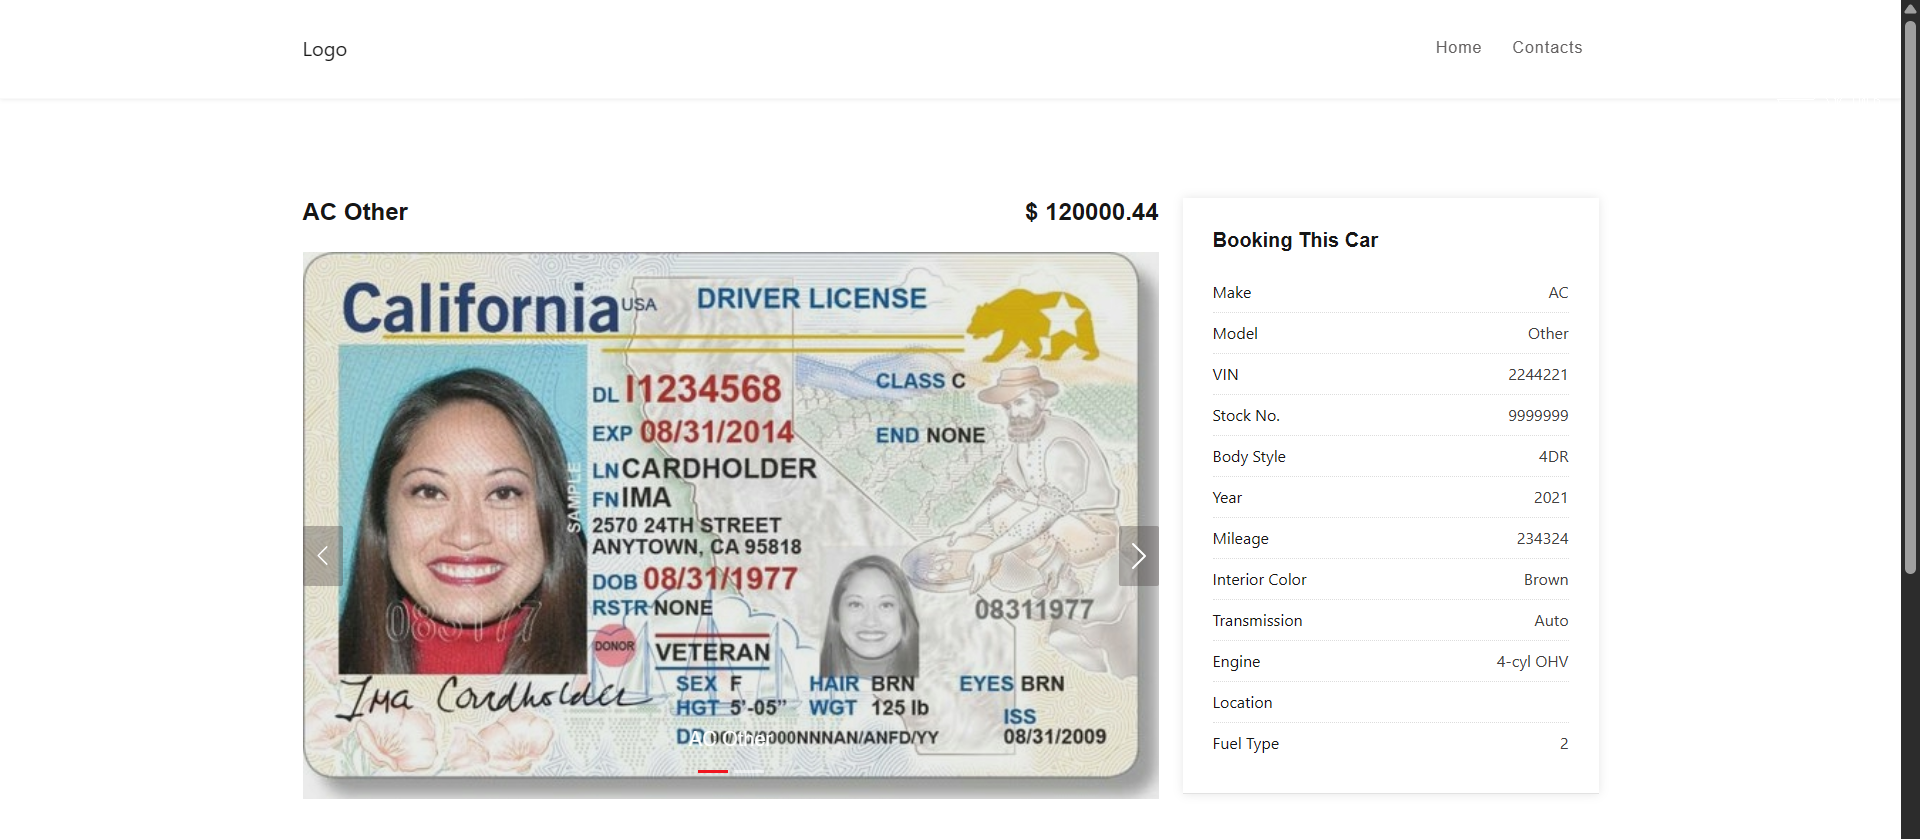 Logo
Home Contacts
AC Other
$ 120000.44
California USA DRIVER LICENSE
DL I1234568
CLASS C
EXP 08/31/2014
END NONE
LN CARDHOLDER
FN IMA
SAMPLE
2570 24TH STREET
ANYTOWN, CA 95818
DOB 08/31/1977
RSTR NONE
08311977
083177
DONOR
VETERAN
SEX F HAIR BRN EYES BRN
HGT 5'-05" WGT 125 lb
ISS
08/31/2009
Ima Cardholder
DD 00/00/0000NNNAN/ANFD/YY
AC Other
Booking This Car
Make AC
Model Other
VIN 2244221
Stock No. 9999999
Body Style 4DR
Year 2021
Mileage 234324
Interior Color Brown
Transmission Auto
Engine 4-cyl OHV
Location
Fuel Type 2